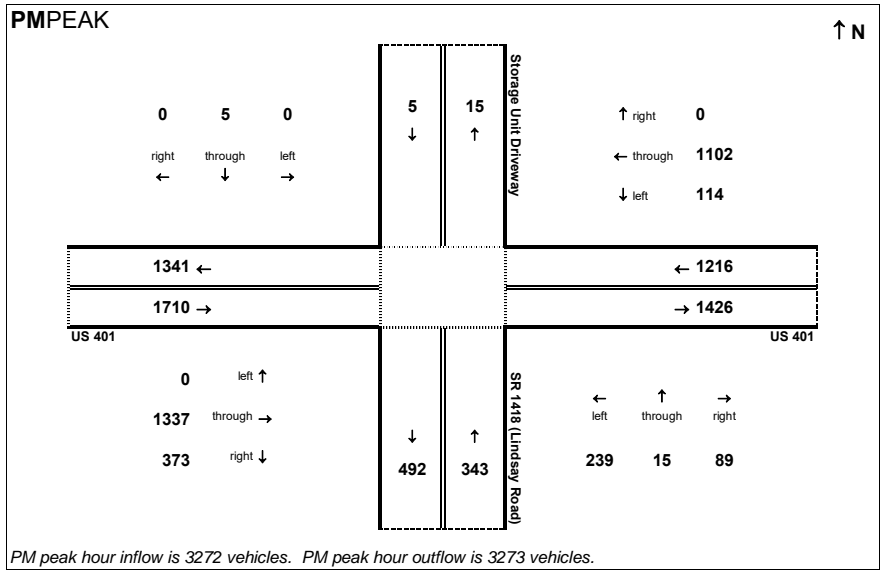 PMPEAK
↑ N
0 5 0
right through left
← ↓ →
5 15
↓ ↑
Storage Unit Driveway
↑ right 0
← through 1102
↓ left 114
1341 ←
← 1216
1710 →
→ 1426
US 401
US 401
0 left ↑
1337 through →
373 right ↓
↓ ↑
492 343
SR 1418 (Lindsay Road)
← ↑ →
left through right
239 15 89
PM peak hour inflow is 3272 vehicles. PM peak hour outflow is 3273 vehicles.